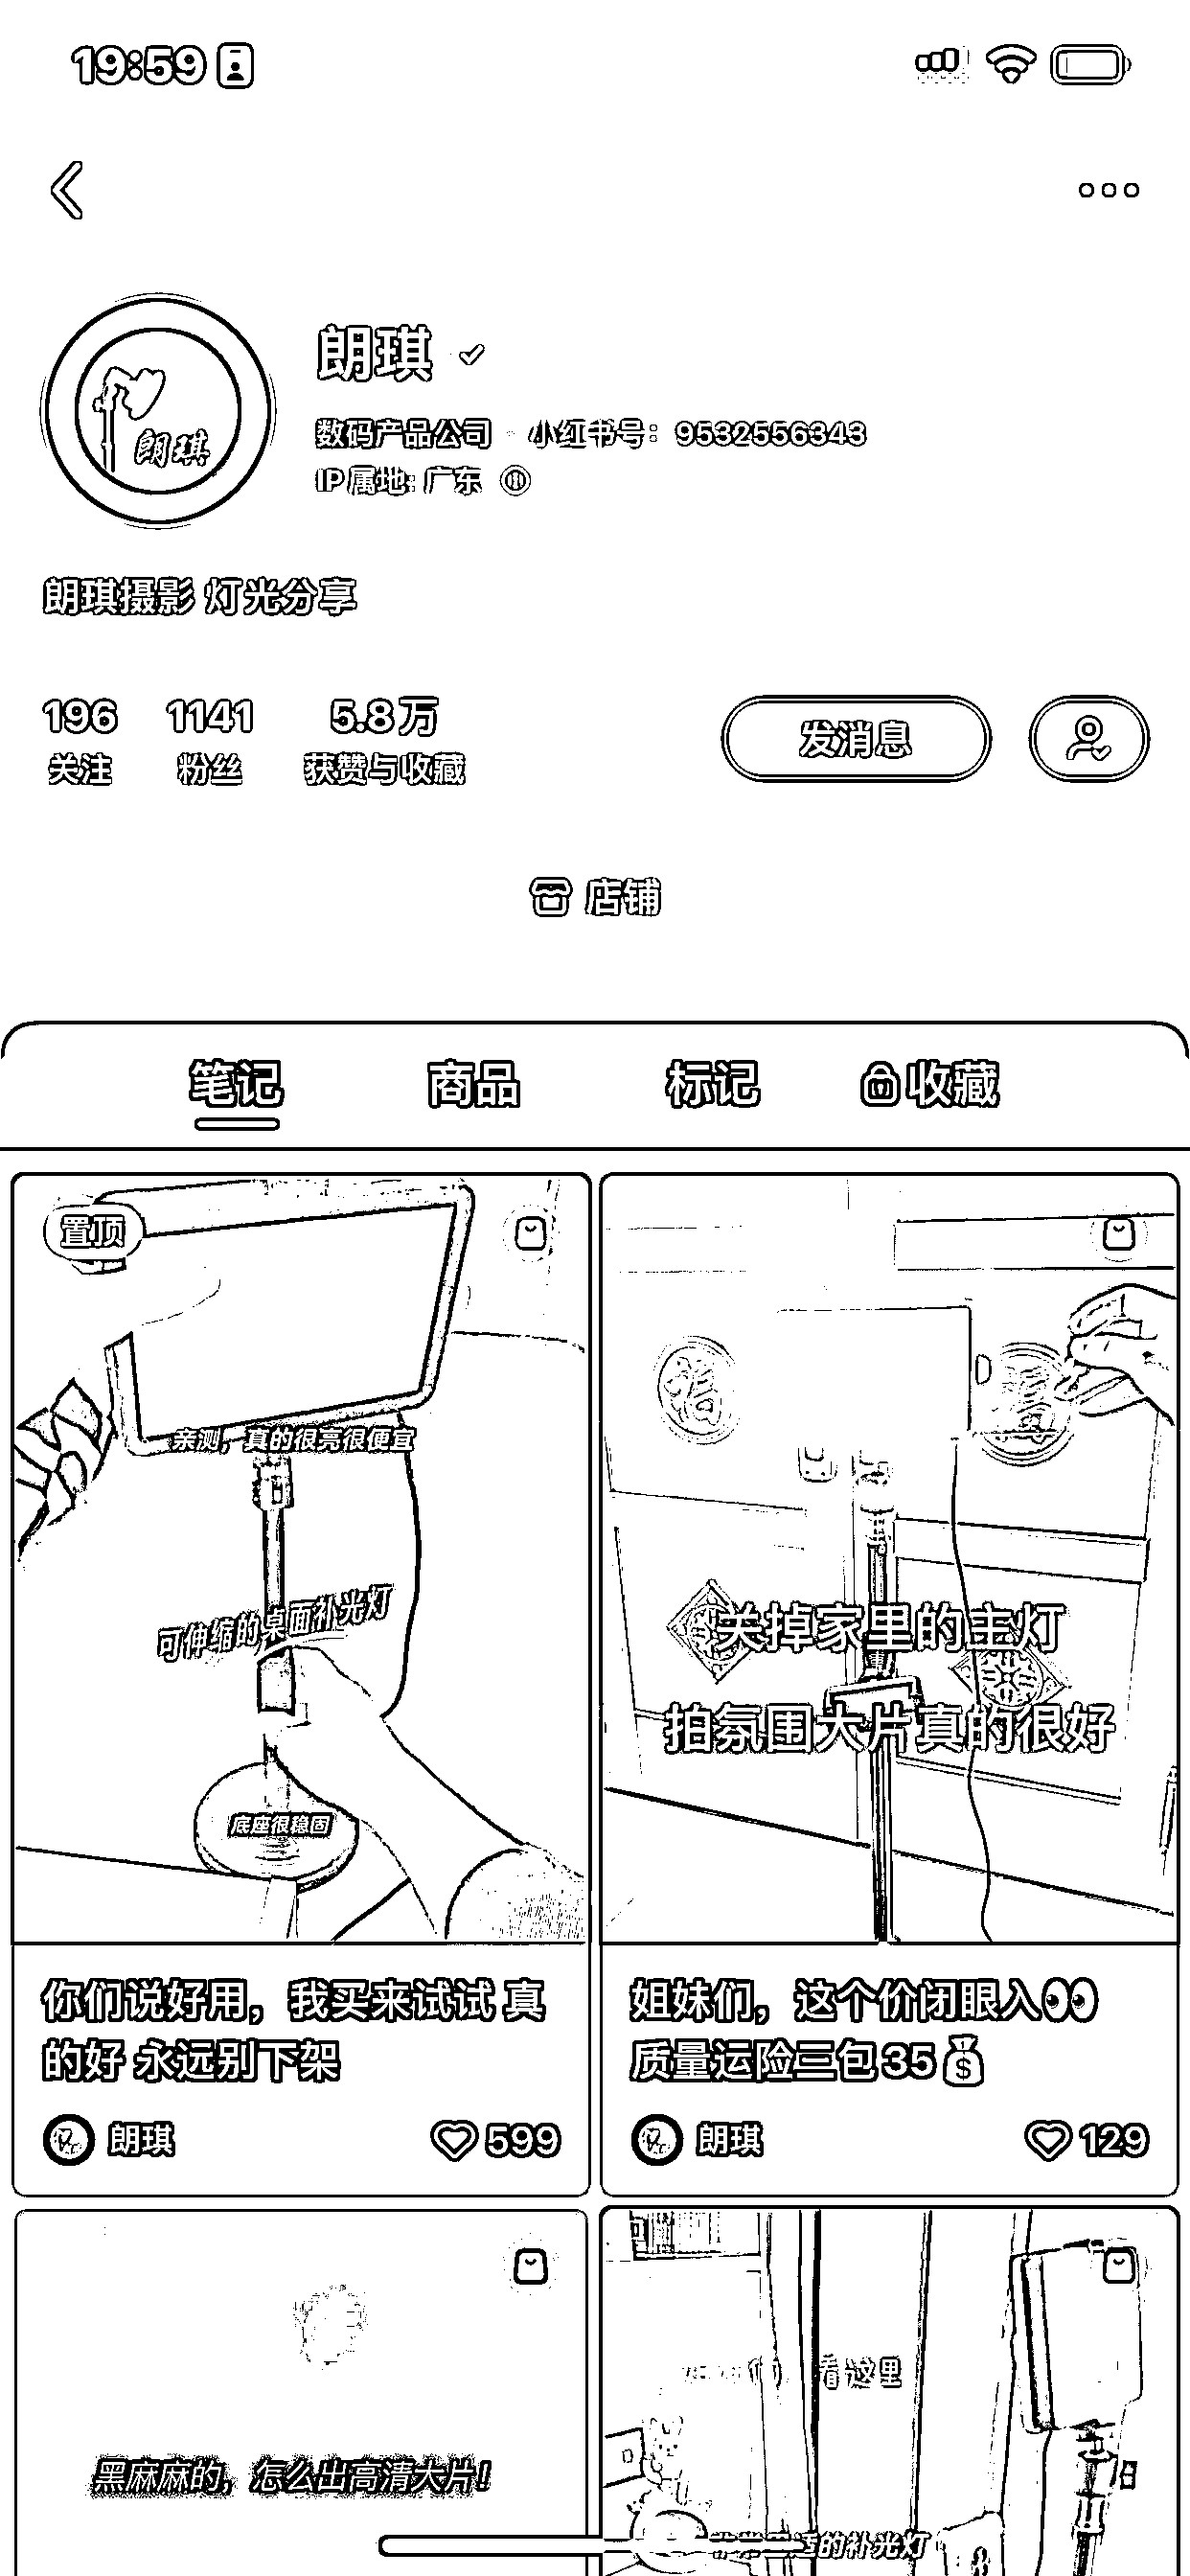 19:59
朗琪
朗琪
数码产品公司 · 小红书号：9532556343
IP属地：广东
朗琪摄影 灯光分享
196 1141 5.8万
关注 粉丝 获赞与收藏
发消息
店铺
笔记 商品 标记 收藏
置顶
亲测，真的很亮很便宜
可伸缩的桌面补光灯
底座很稳固
你们说好用，我买来试试 真
的好 永远别下架
朗琪 599
福
福
关掉家里的主灯
拍氛围大片真的很好
姐妹们，这个价闭眼入👀
质量运险三包35💰
朗琪 129
黑麻麻的，怎么出高清大片！
看这里
的补光灯